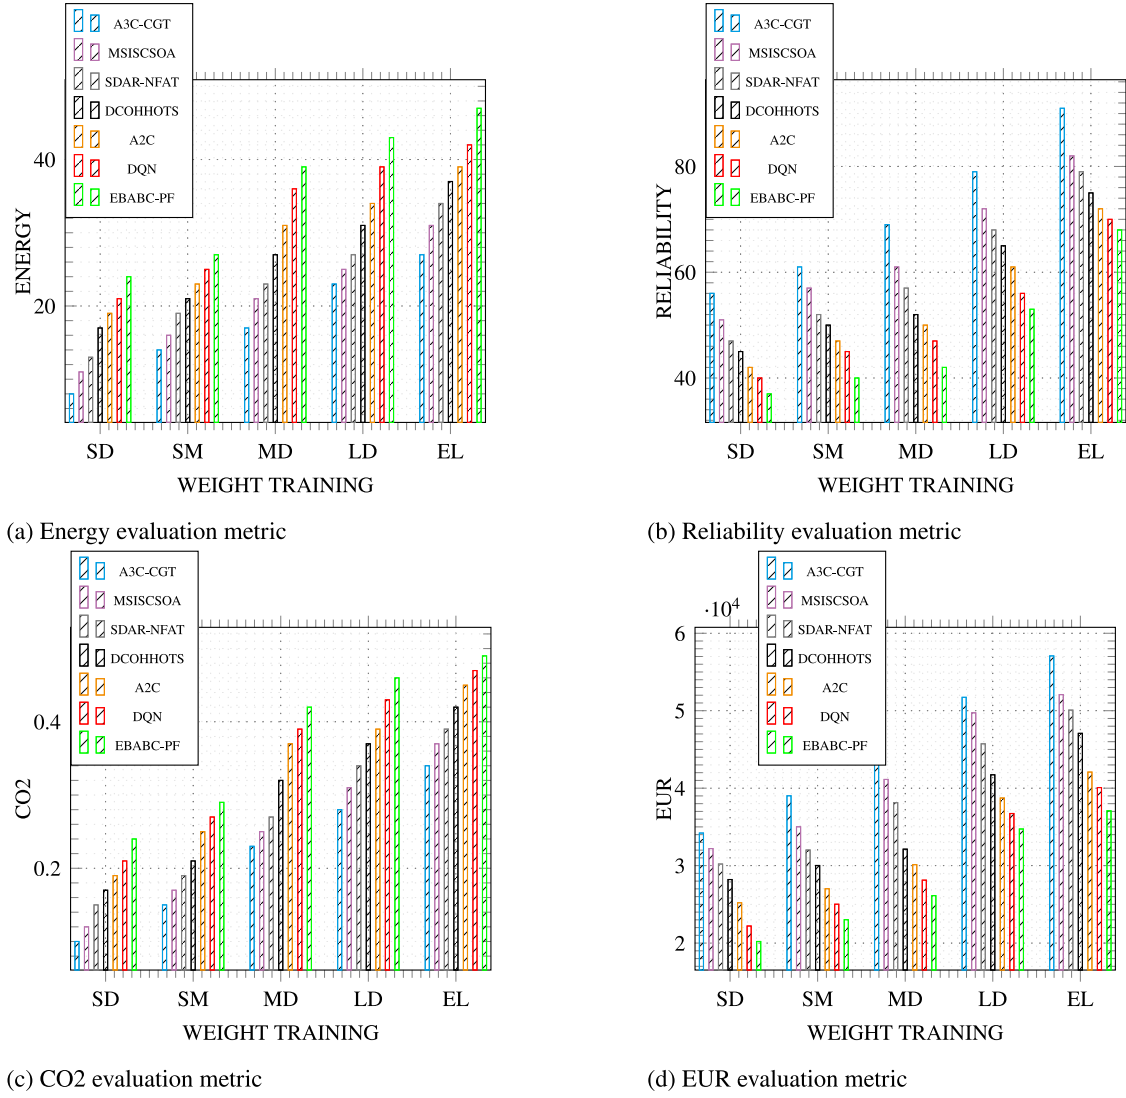 A3C-CGT
MSISCSOA
SDAR-NFAT
DCOHHOTS
A2C
DQN
EBABC-PF
40
20
ENERGY
SD SM MD LD EL
WEIGHT TRAINING
(a) Energy evaluation metric
A3C-CGT
MSISCSOA
SDAR-NFAT
DCOHHOTS
A2C
DQN
EBABC-PF
80
60
40
RELIABILITY
SD SM MD LD EL
WEIGHT TRAINING
(b) Reliability evaluation metric
A3C-CGT
MSISCSOA
SDAR-NFAT
DCOHHOTS
A2C
DQN
EBABC-PF
0.4
0.2
CO2
SD SM MD LD EL
WEIGHT TRAINING
(c) CO2 evaluation metric
A3C-CGT
MSISCSOA
SDAR-NFAT
DCOHHOTS
A2C
DQN
EBABC-PF
·10⁴
6
5
4
3
2
EUR
SD SM MD LD EL
WEIGHT TRAINING
(d) EUR evaluation metric